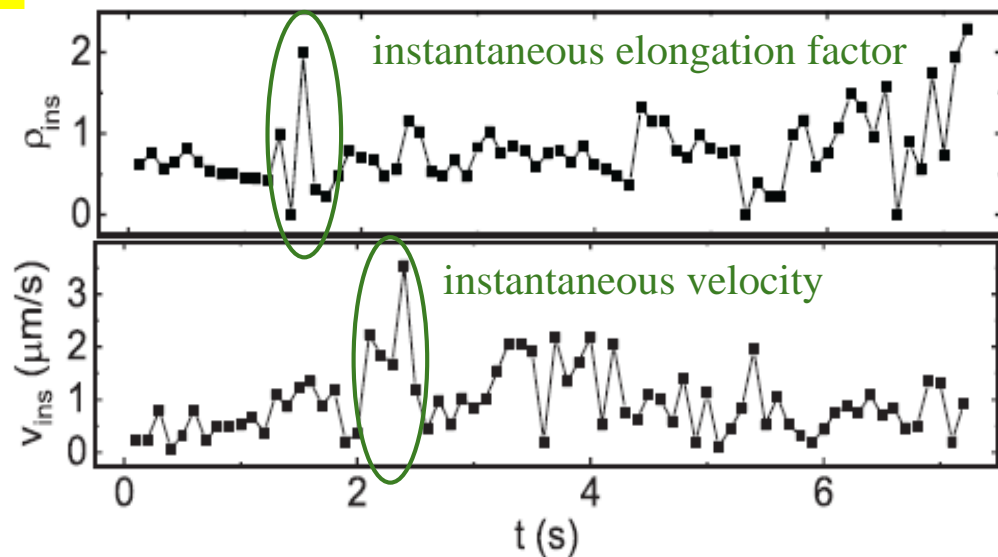 instantaneous elongation factor
2
1
0
ρins
instantaneous velocity
3
2
1
0
vins (μm/s)
0 2 4 6
t (s)